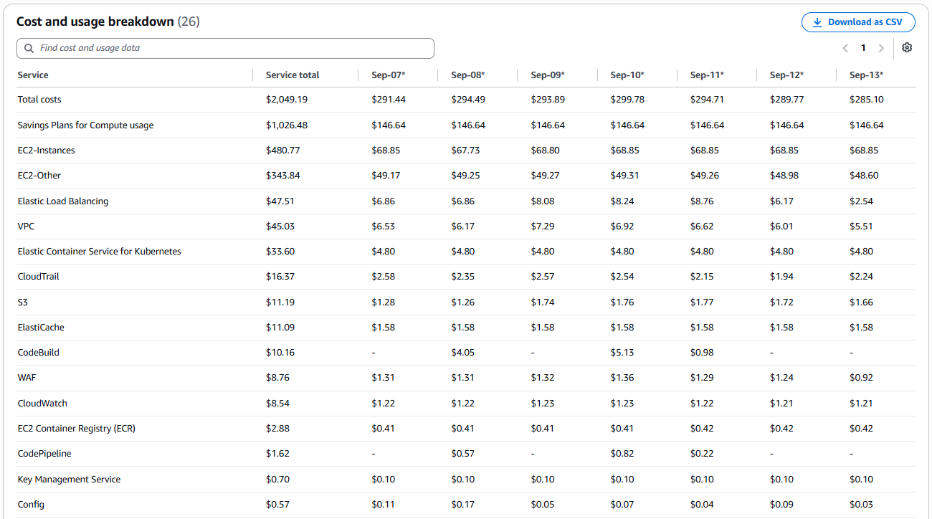 Cost and usage breakdown (26) Download as CSV
Find cost and usage data 1
Service Service total Sep-07* Sep-08* Sep-09* Sep-10* Sep-11* Sep-12* Sep-13*
Total costs $2,049.19 $291.44 $294.49 $293.89 $299.78 $294.71 $289.77 $285.10
Savings Plans for Compute usage $1,026.48 $146.64 $146.64 $146.64 $146.64 $146.64 $146.64 $146.64
EC2-Instances $480.77 $68.85 $67.73 $68.80 $68.85 $68.85 $68.85 $68.85
EC2-Other $343.84 $49.17 $49.25 $49.27 $49.31 $49.26 $48.98 $48.60
Elastic Load Balancing $47.51 $6.86 $6.86 $8.08 $8.24 $8.76 $6.17 $2.54
VPC $45.03 $6.53 $6.17 $7.29 $6.92 $6.62 $6.01 $5.51
Elastic Container Service for Kubernetes $33.60 $4.80 $4.80 $4.80 $4.80 $4.80 $4.80 $4.80
CloudTrail $16.37 $2.58 $2.35 $2.57 $2.54 $2.15 $1.94 $2.24
S3 $11.19 $1.28 $1.26 $1.74 $1.76 $1.77 $1.72 $1.66
ElastiCache $11.09 $1.58 $1.58 $1.58 $1.58 $1.58 $1.58 $1.58
CodeBuild $10.16 - $4.05 - $5.13 $0.98 - -
WAF $8.76 $1.31 $1.31 $1.32 $1.36 $1.29 $1.24 $0.92
CloudWatch $8.54 $1.22 $1.22 $1.23 $1.23 $1.22 $1.21 $1.21
EC2 Container Registry (ECR) $2.88 $0.41 $0.41 $0.41 $0.41 $0.42 $0.42 $0.42
CodePipeline $1.62 - $0.57 - $0.82 $0.22 - -
Key Management Service $0.70 $0.10 $0.10 $0.10 $0.10 $0.10 $0.10 $0.10
Config $0.57 $0.11 $0.17 $0.05 $0.07 $0.04 $0.09 $0.03